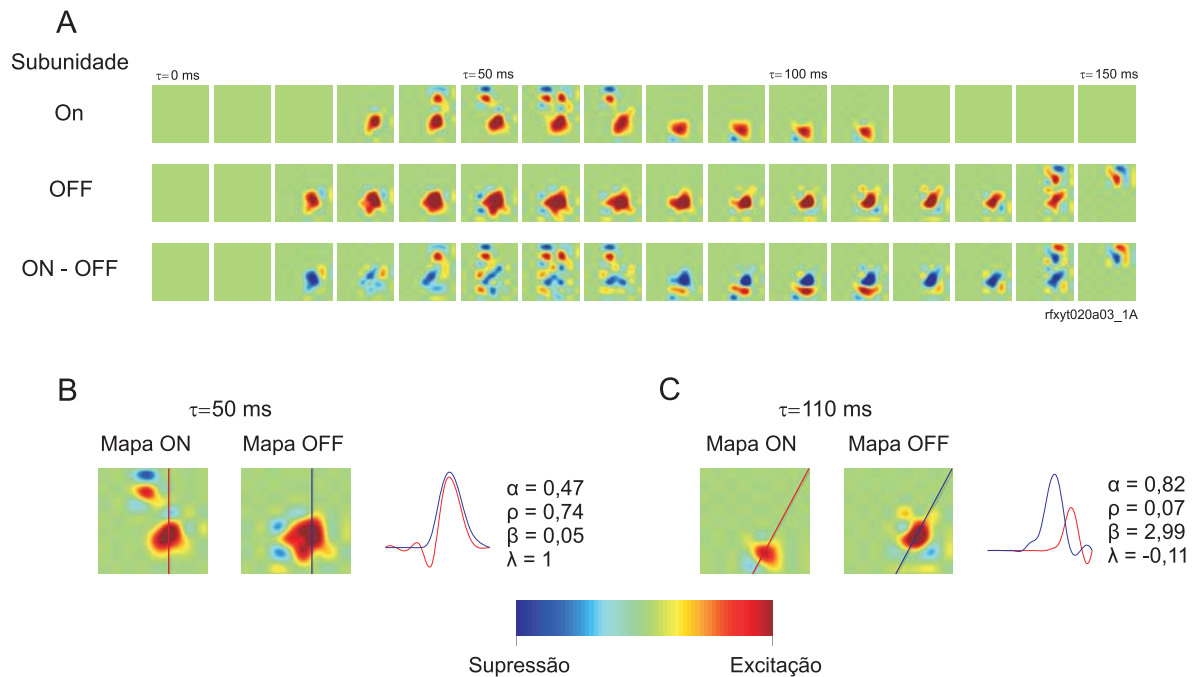 A
Subunidade
τ=0 ms
τ=50 ms
τ=100 ms
τ=150 ms
On
OFF
ON - OFF
rfxyt020a03_1A
B
τ=50 ms
Mapa ON
Mapa OFF
α = 0,47
ρ = 0,74
β = 0,05
λ = 1
C
τ=110 ms
Mapa ON
Mapa OFF
α = 0,82
ρ = 0,07
β = 2,99
λ = -0,11
Supressão
Excitação